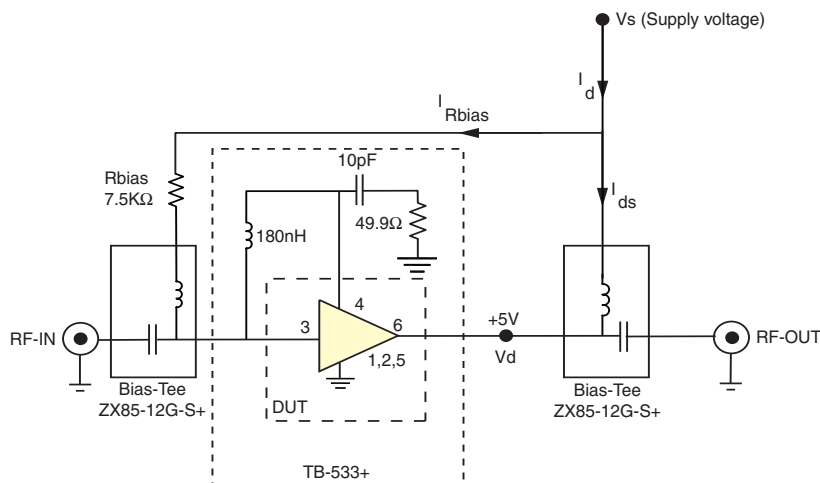 Vs (Supply voltage)
I d
I Rbias
10pF
Rbias
7.5KΩ
49.9Ω
I ds
180nH
4
3
6
+5V
RF-IN
RF-OUT
1,2,5
Vd
Bias-Tee
ZX85-12G-S+
DUT
Bias-Tee
ZX85-12G-S+
TB-533+